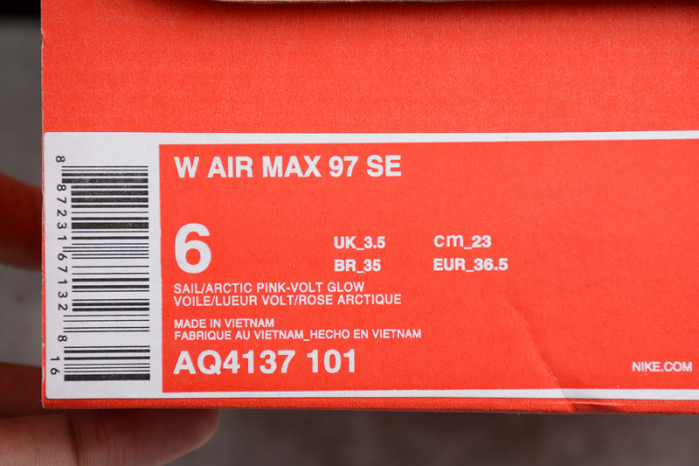 W AIR MAX 97 SE
6
UK_3.5 cm_23
BR_35 EUR_36.5
SAIL/ARCTIC PINK-VOLT GLOW
VOILE/LUEUR VOLT/ROSE ARCTIQUE
MADE IN VIETNAM
FABRIQUE AU VIETNAM_HECHO EN VIETNAM
AQ4137 101
NIKE.COM
8 87231 67132 8 16